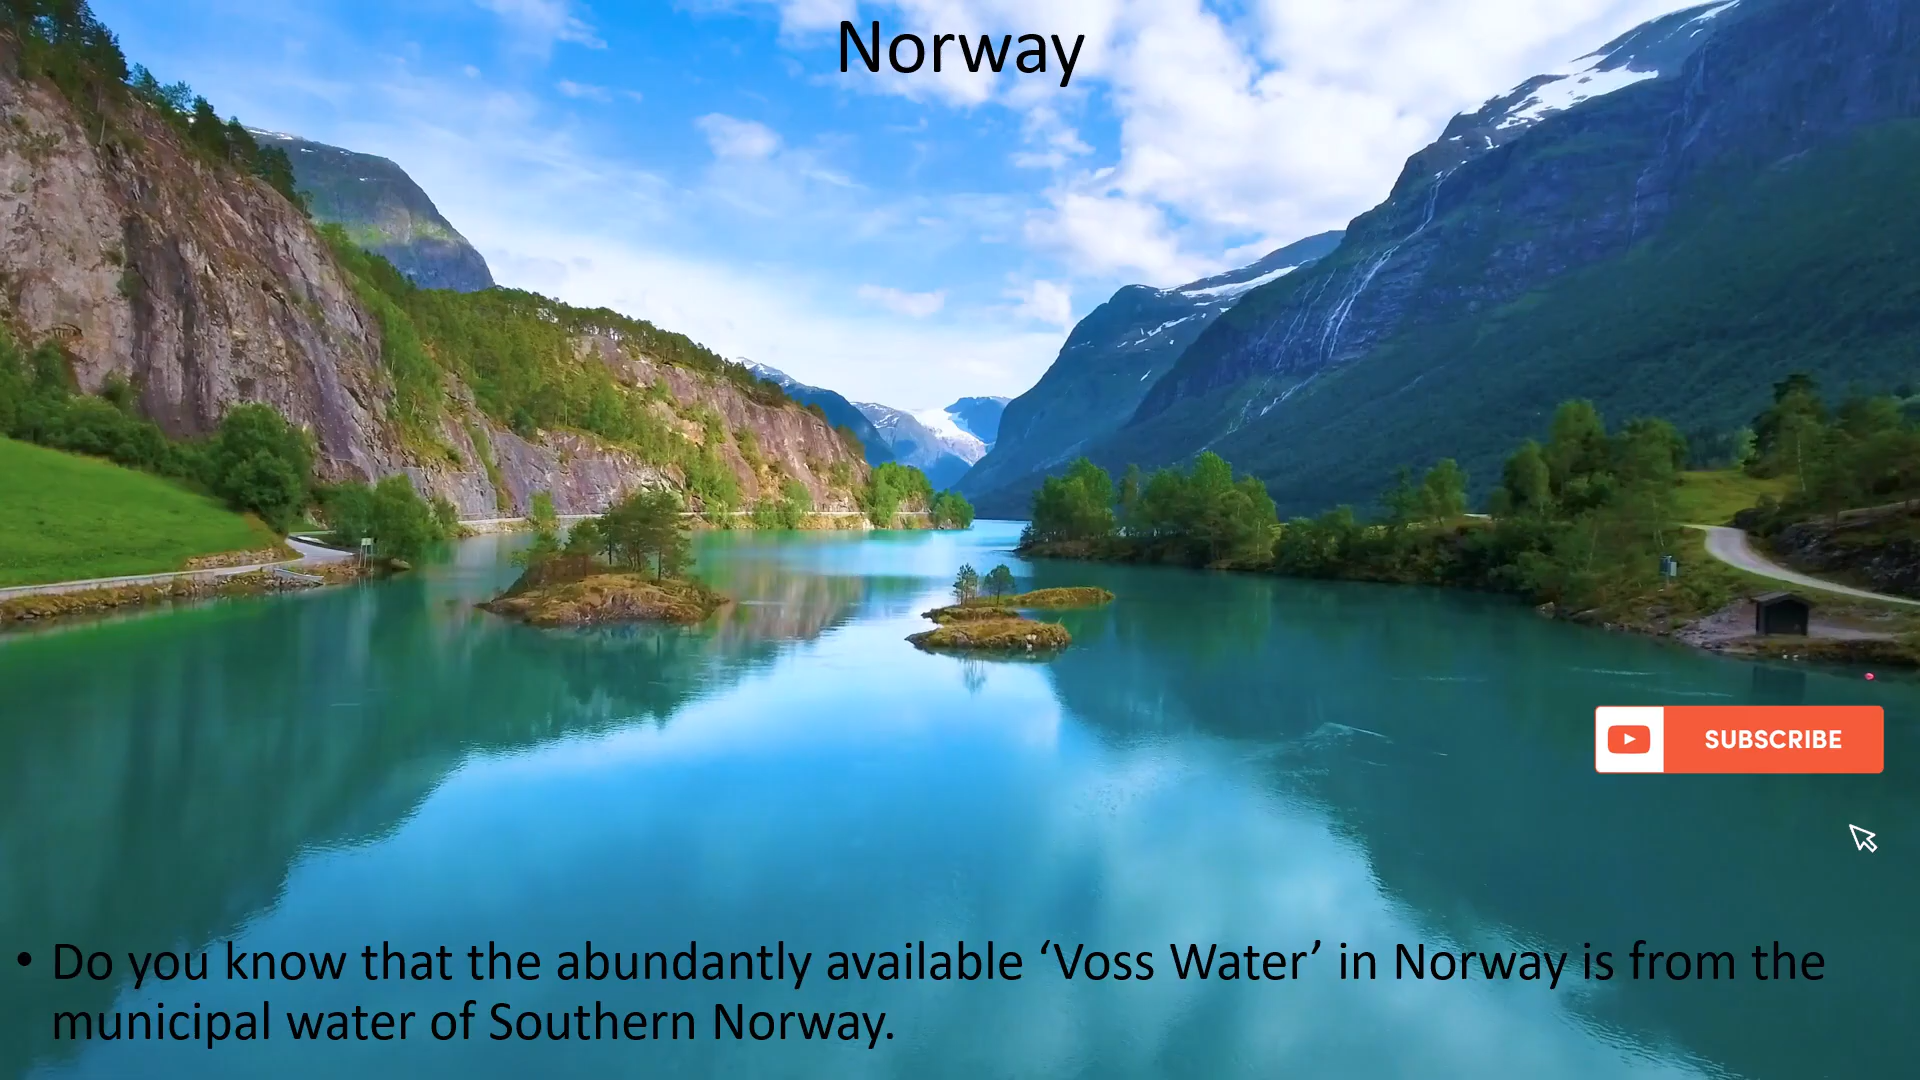 Norway
SUBSCRIBE
• Do you know that the abundantly available ‘Voss Water’ in Norway is from the
municipal water of Southern Norway.